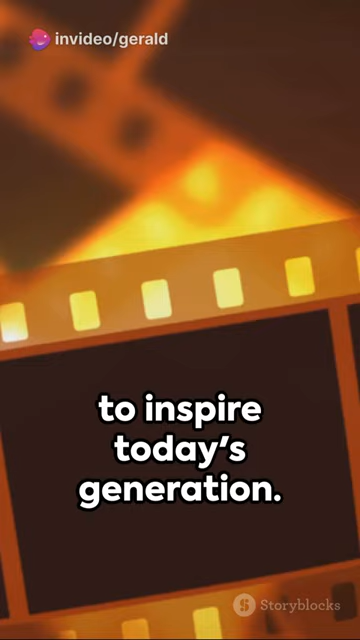 invideo/gerald
to inspire
today's
generation.
Storyblocks